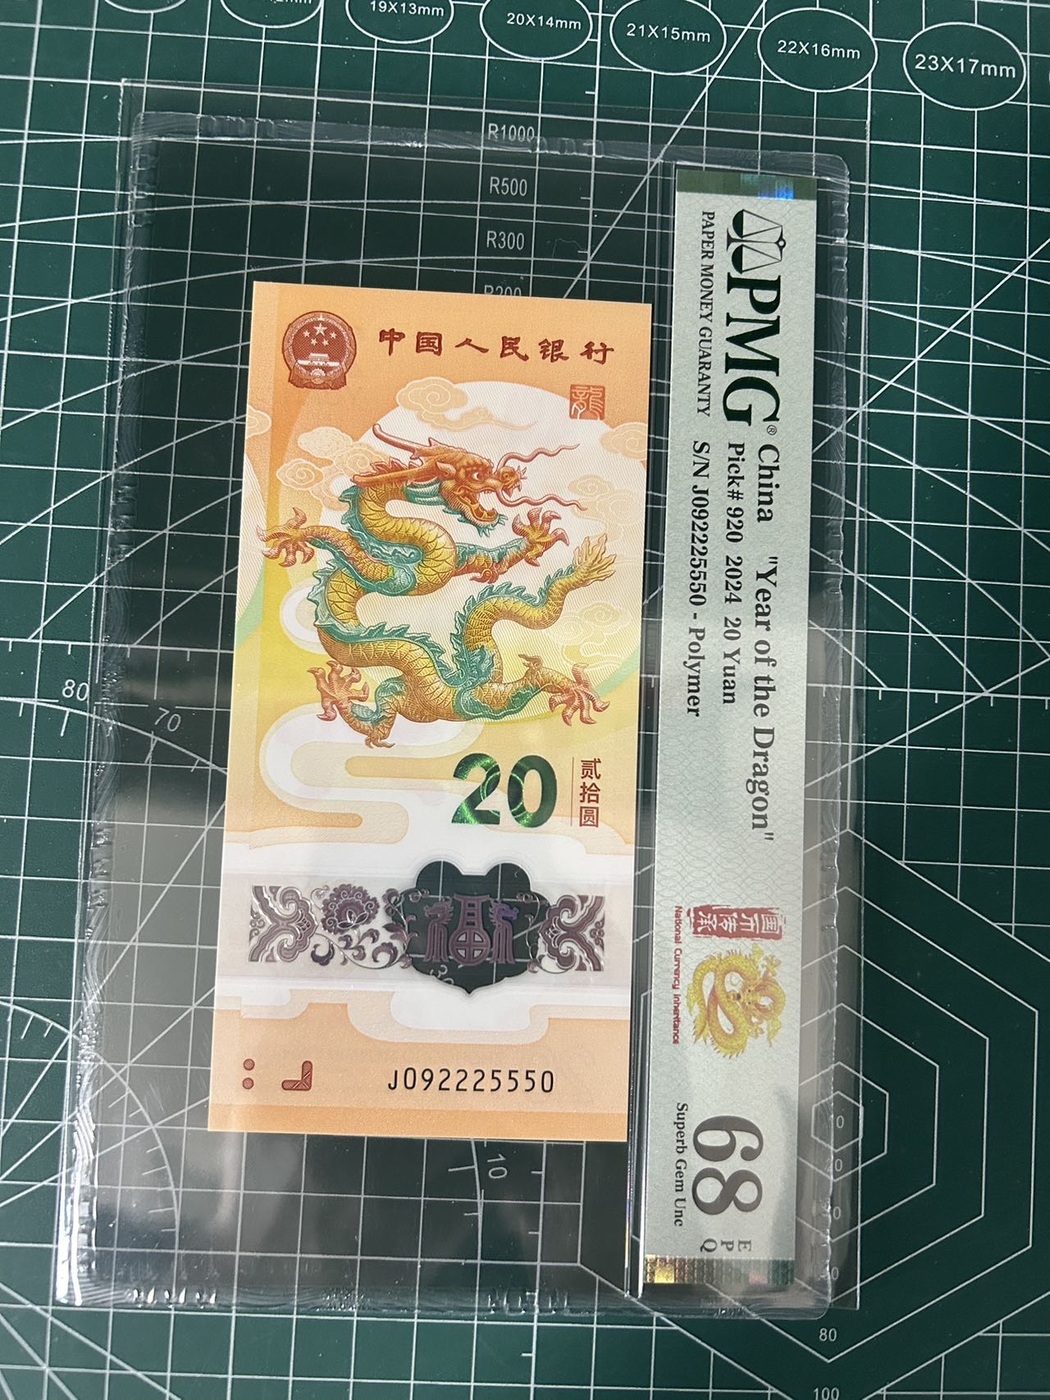 19X13mm
20X14mm
21X15mm
22X16mm
23X17mm
R1000
R500
R300
R200
中国人民银行
龍
20
贰拾圆
福
J092225550
80
70
10
PMG®
PAPER MONEY GUARANTY
China "Year of the Dragon"
Pick# 920 2024 20 Yuan
S/N J092225550 - Polymer
National Currency Inheritance
68
Superb Gem Unc
EPQ
80
100